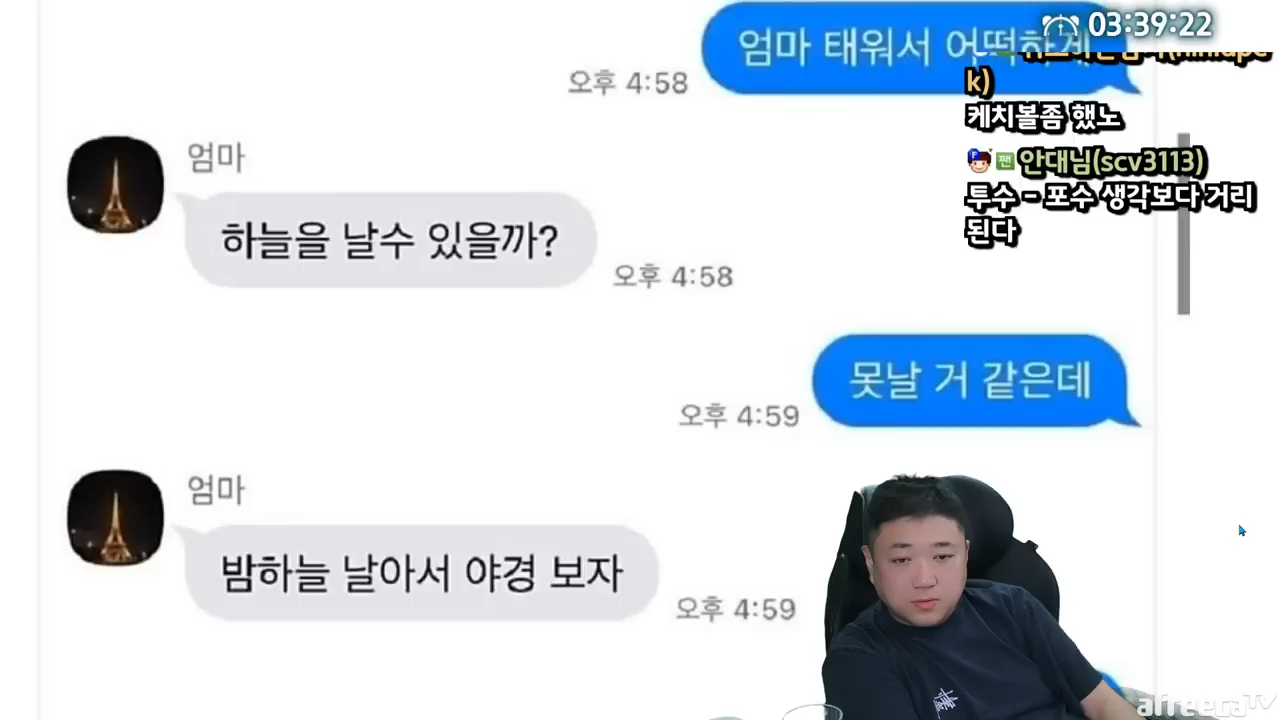 03:39:22
엄마 태워서 어떡하게
오후 4:58
k)
케치볼좀 했노
엄마
안대님(scv3113)
하늘을 날수 있을까?
투수 - 포수 생각보다 거리
된다
오후 4:58
못날 거 같은데
오후 4:59
엄마
밤하늘 날아서 야경 보자
오후 4:59
afreecaTV